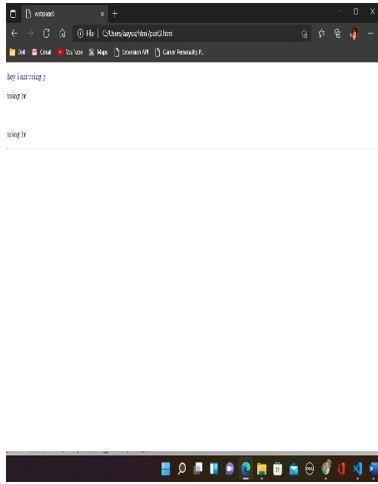 File | C:/Users/aayus/html/part3.html
Dell Gmail YouTube Maps Extension API Career Personality P...
hey i am using p
using br
using hr